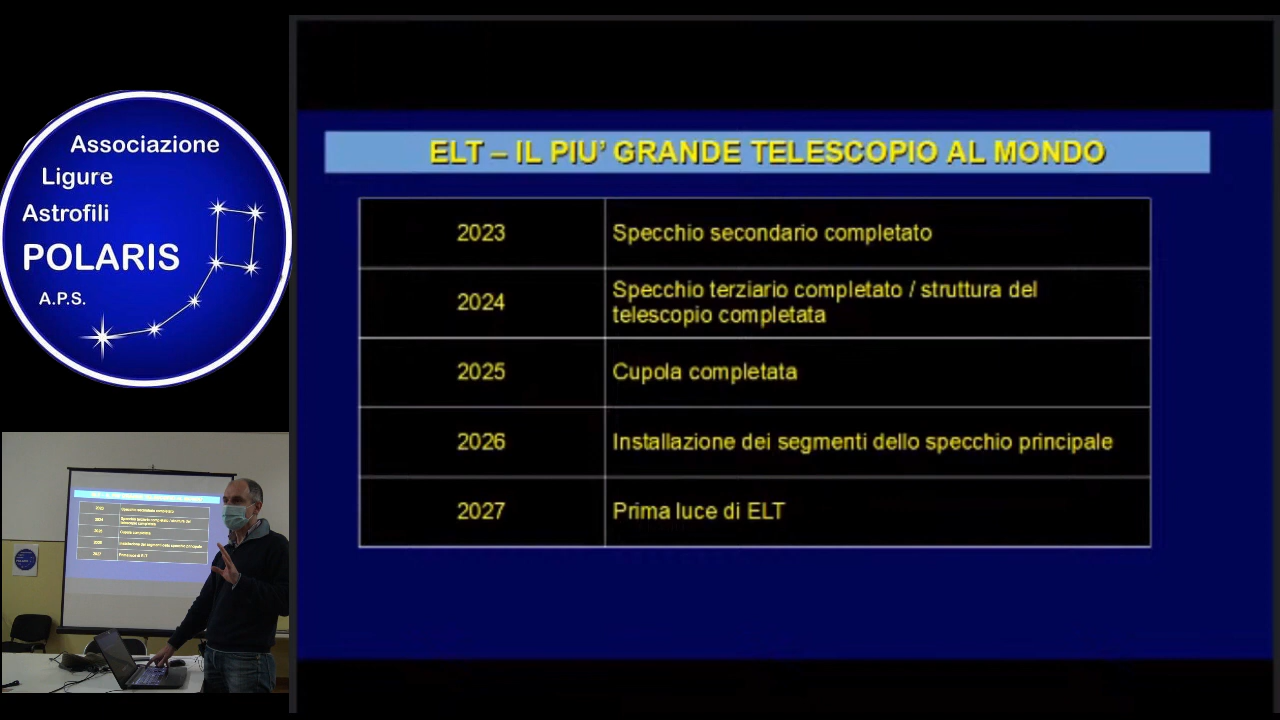 Associazione
Ligure
Astrofili
POLARIS
A.P.S.
ELT – IL PIU’ GRANDE TELESCOPIO AL MONDO
2023 Specchio secondario completato
2024 Specchio terziario completato / struttura del
telescopio completata
2025 Cupola completata
2026 Installazione dei segmenti dello specchio principale
2027 Prima luce di ELT